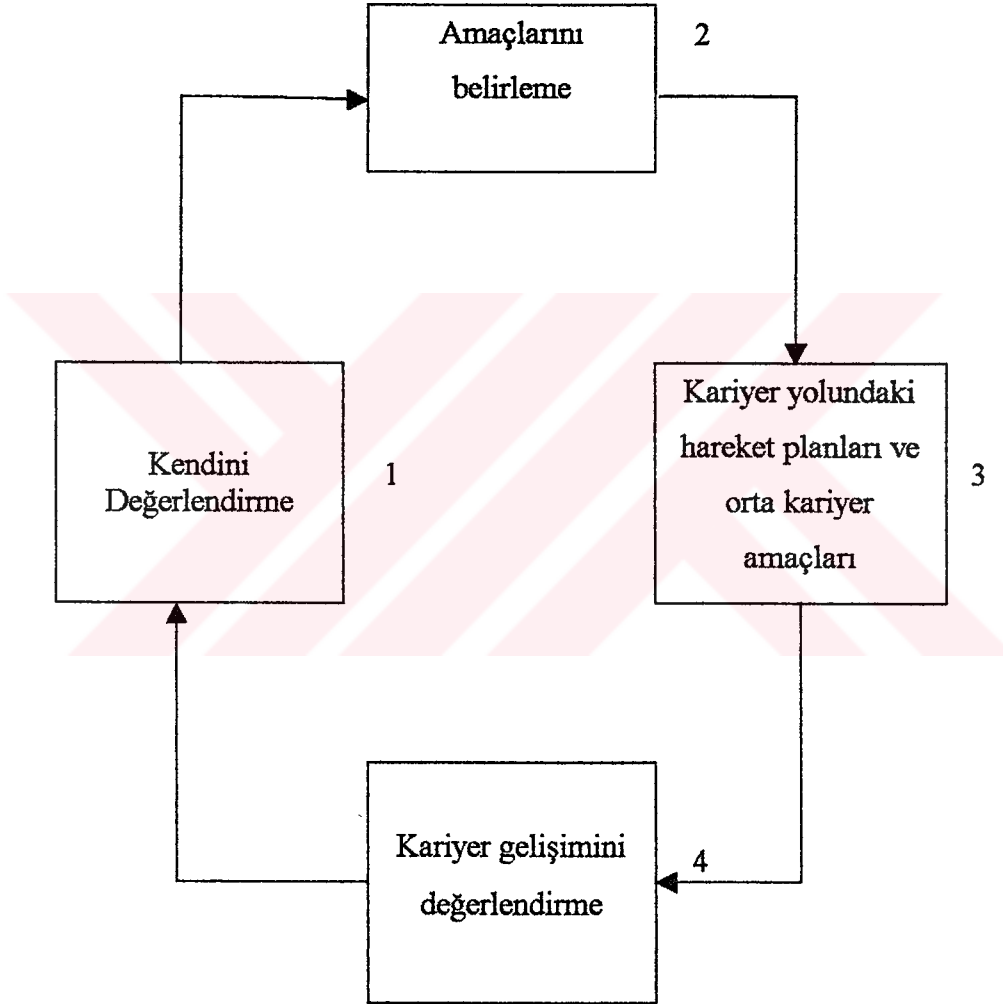 Amaçlarını
belirleme
2
Kendini
Değerlendirme
1
Kariyer yolundaki
hareket planları ve
orta kariyer
amaçları
3
Kariyer gelişimini
değerlendirme
4